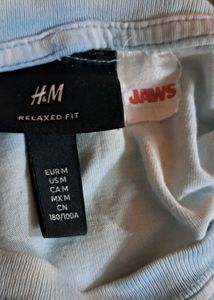 H&M
JAWS
RELAXED FIT
EUR M
US M
CA M
MX M
CN
180/100A